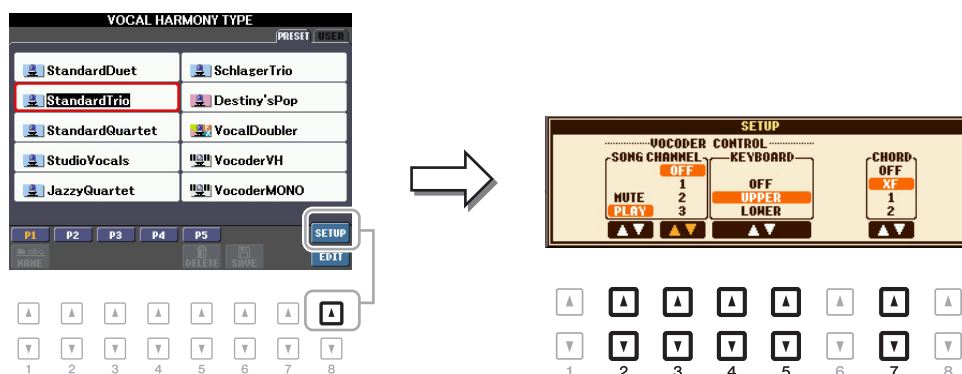 VOCAL HARMONY TYPE
PRESET USER
StandardDuet SchlagerTrio
StandardTrio Destiny'sPop
StandardQuartet VocalDoubler
StudioVocals VocoderVH
JazzyQuartet VocoderMONO
P1 P2 P3 P4 P5 SETUP
NAME DELETE SAVE EDIT
1 2 3 4 5 6 7 8
SETUP
VOCODER CONTROL
SONG CHANNEL KEYBOARD CHORD
OFF OFF
1 OFF XF
MUTE 2 UPPER 1
PLAY 3 LOWER 2
1 2 3 4 5 6 7 8